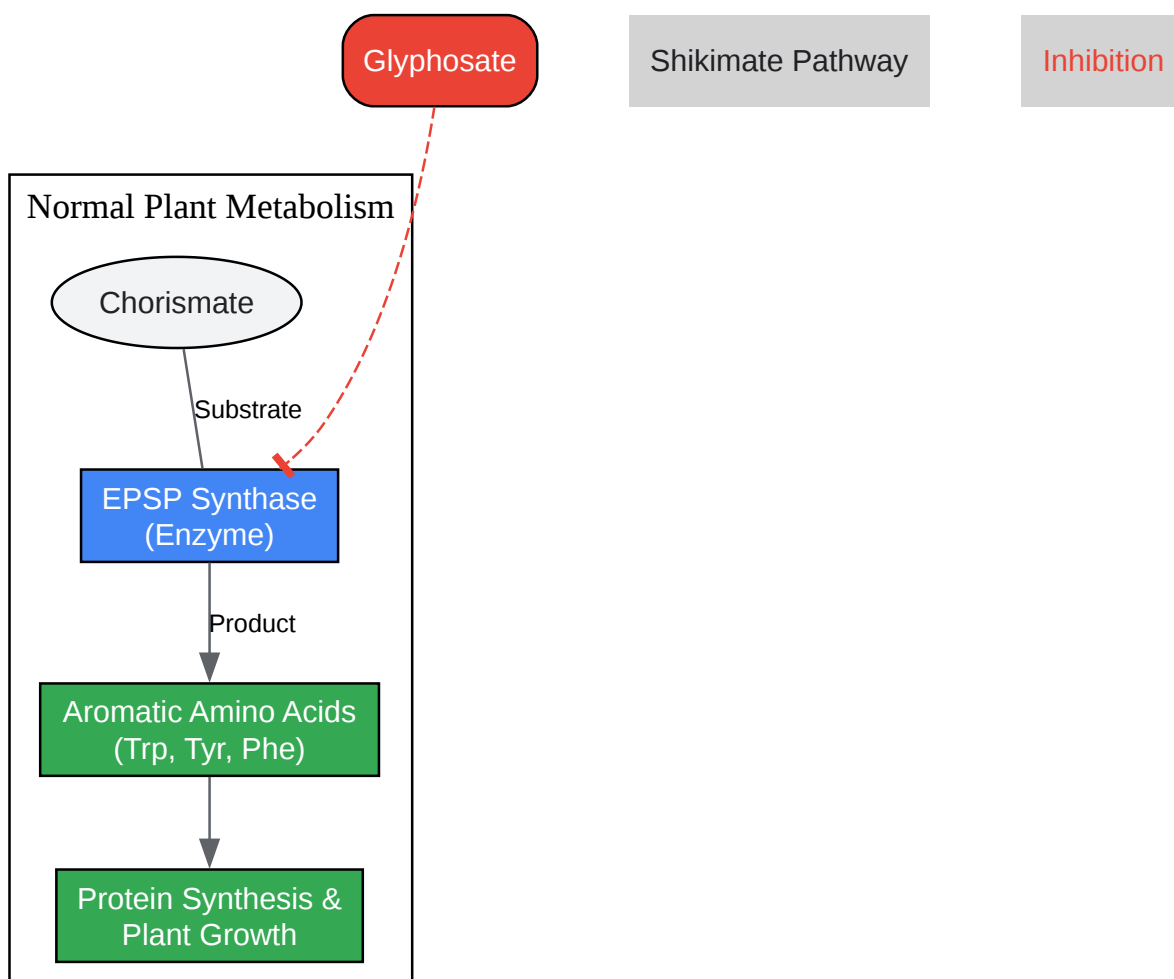 Glyphosate
Shikimate Pathway
Inhibition
Normal Plant Metabolism
Chorismate
Substrate
EPSP Synthase
(Enzyme)
Product
Aromatic Amino Acids
(Trp, Tyr, Phe)
Protein Synthesis &
Plant Growth